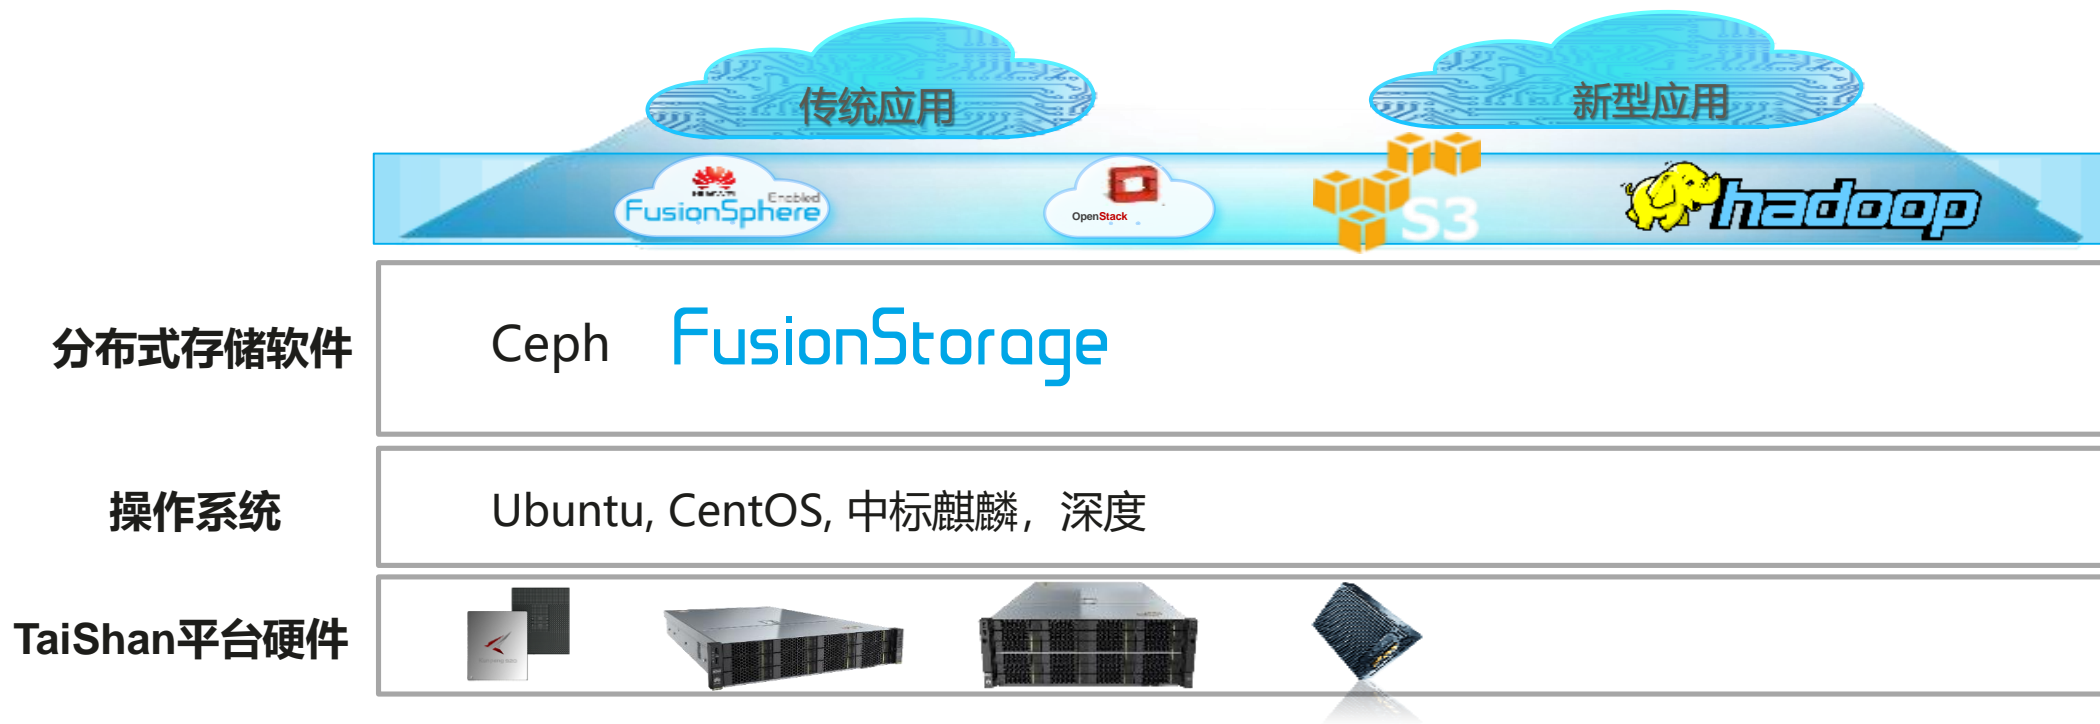 传统应用
新型应用
HUAWEI
Enabled
FusionSphere
OpenStack
S3
hadoop
分布式存储软件
Ceph FusionStorage
操作系统
Ubuntu, CentOS, 中标麒麟，深度
TaiShan平台硬件